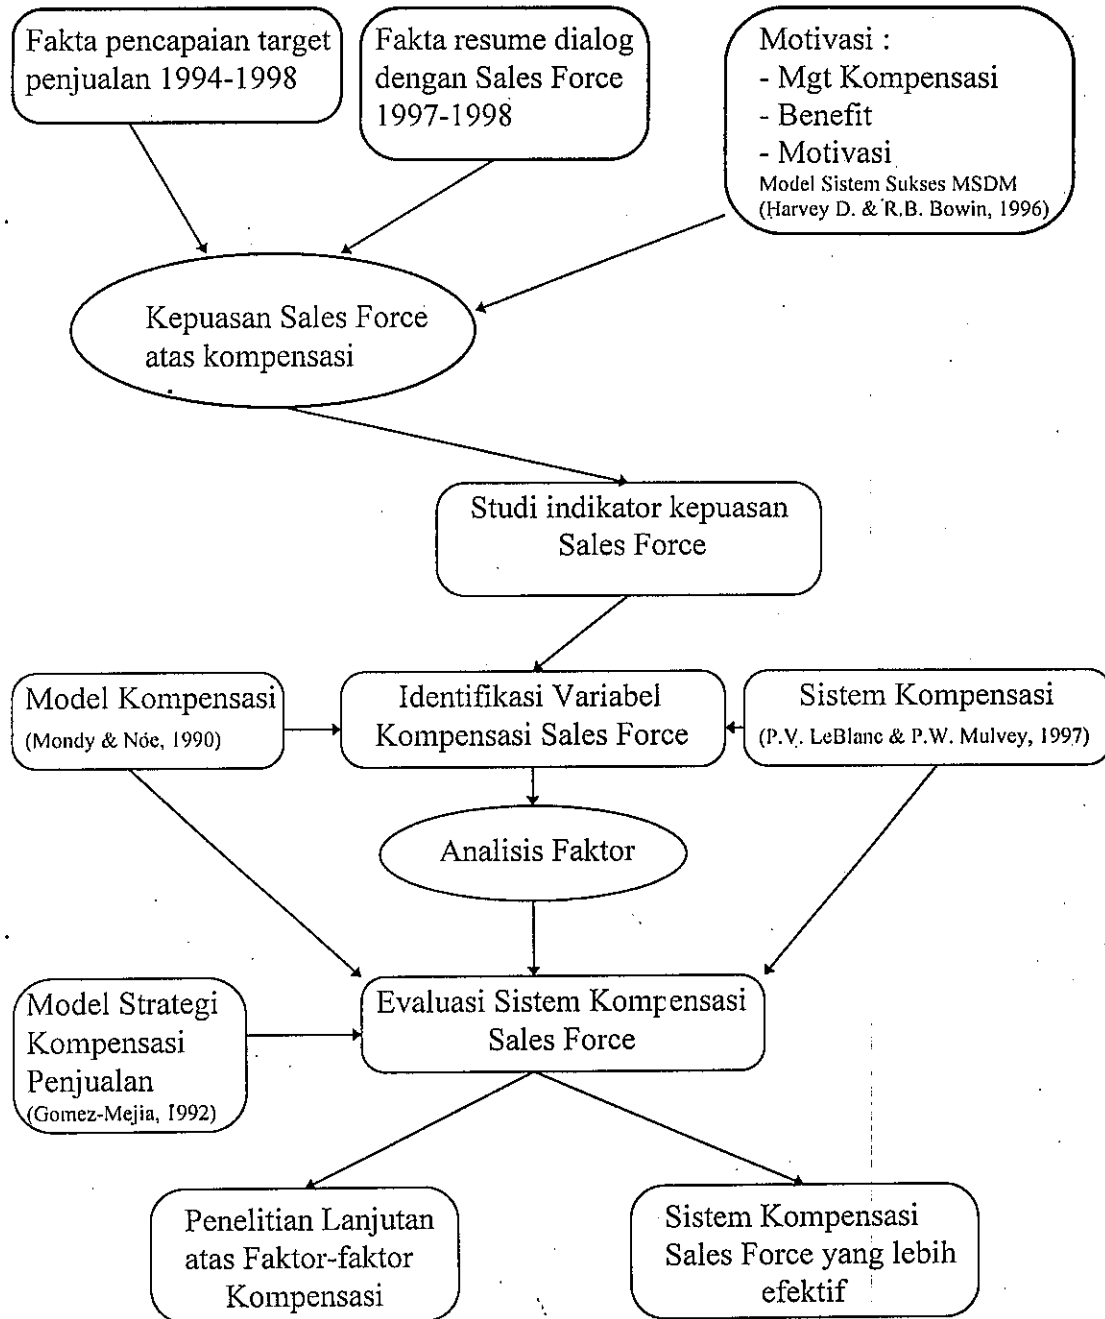 Fakta pencapaian target
penjualan 1994-1998
Fakta resume dialog
dengan Sales Force
1997-1998
Motivasi :
- Mgt Kompensasi
- Benefit
- Motivasi
Model Sistem Sukses MSDM
(Harvey D. & R.B. Bowin, 1996)
Kepuasan Sales Force
atas kompensasi
Studi indikator kepuasan
Sales Force
Model Kompensasi
(Mondy & Noe, 1990)
Identifikasi Variabel
Kompensasi Sales Force
Sistem Kompensasi
(P.V. LeBlanc & P.W. Mulvey, 1997)
Analisis Faktor
Model Strategi
Kompensasi
Penjualan
(Gomez-Mejia, 1992)
Evaluasi Sistem Kompensasi
Sales Force
Penelitian Lanjutan
atas Faktor-faktor
Kompensasi
Sistem Kompensasi
Sales Force yang lebih
efektif